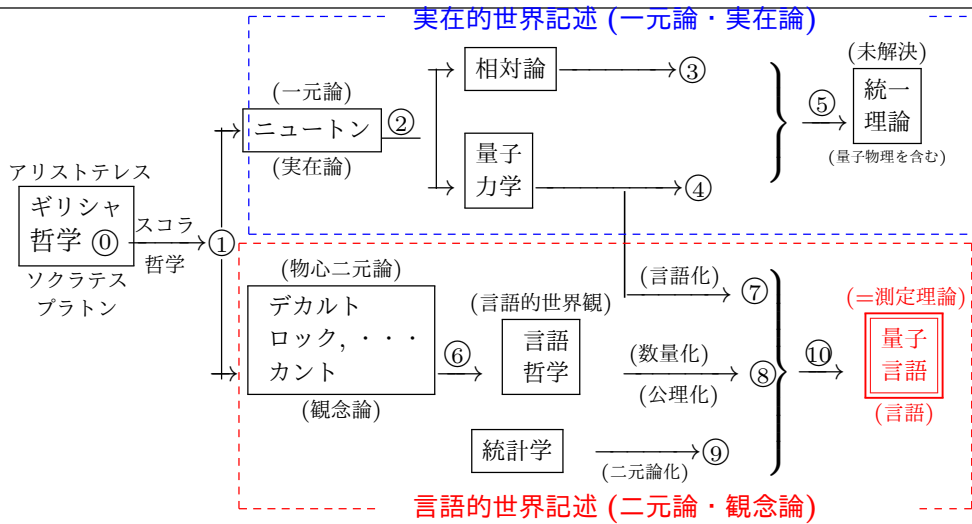 実在的世界記述 (一元論・実在論)
(一元論)
ニュートン
②
(実在論)
相対論
③
量子
力学
④
⑤
(未解決)
統一
理論
(量子物理を含む)
アリストテレス
ギリシャ
哲学 ⓪
ソクラテス
プラトン
スコラ
哲学
①
(物心二元論)
デカルト
ロック, ・・・
カント
(観念論)
⑥
(言語的世界観)
言語
哲学
(言語化)
⑦
(数量化)
(公理化)
⑧
統計学
(二元論化)
⑨
⑩
(=測定理論)
量子
言語
(言語)
言語的世界記述 (二元論・観念論)